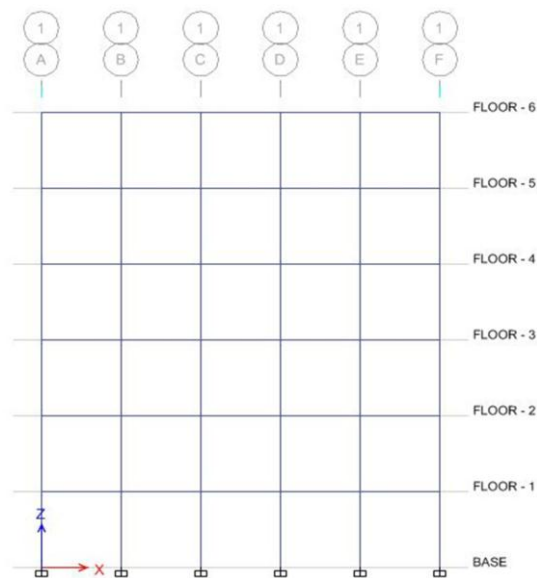 1 1 1 1 1 1
A B C D E F
FLOOR - 6
FLOOR - 5
FLOOR - 4
FLOOR - 3
FLOOR - 2
FLOOR - 1
Z
X
BASE